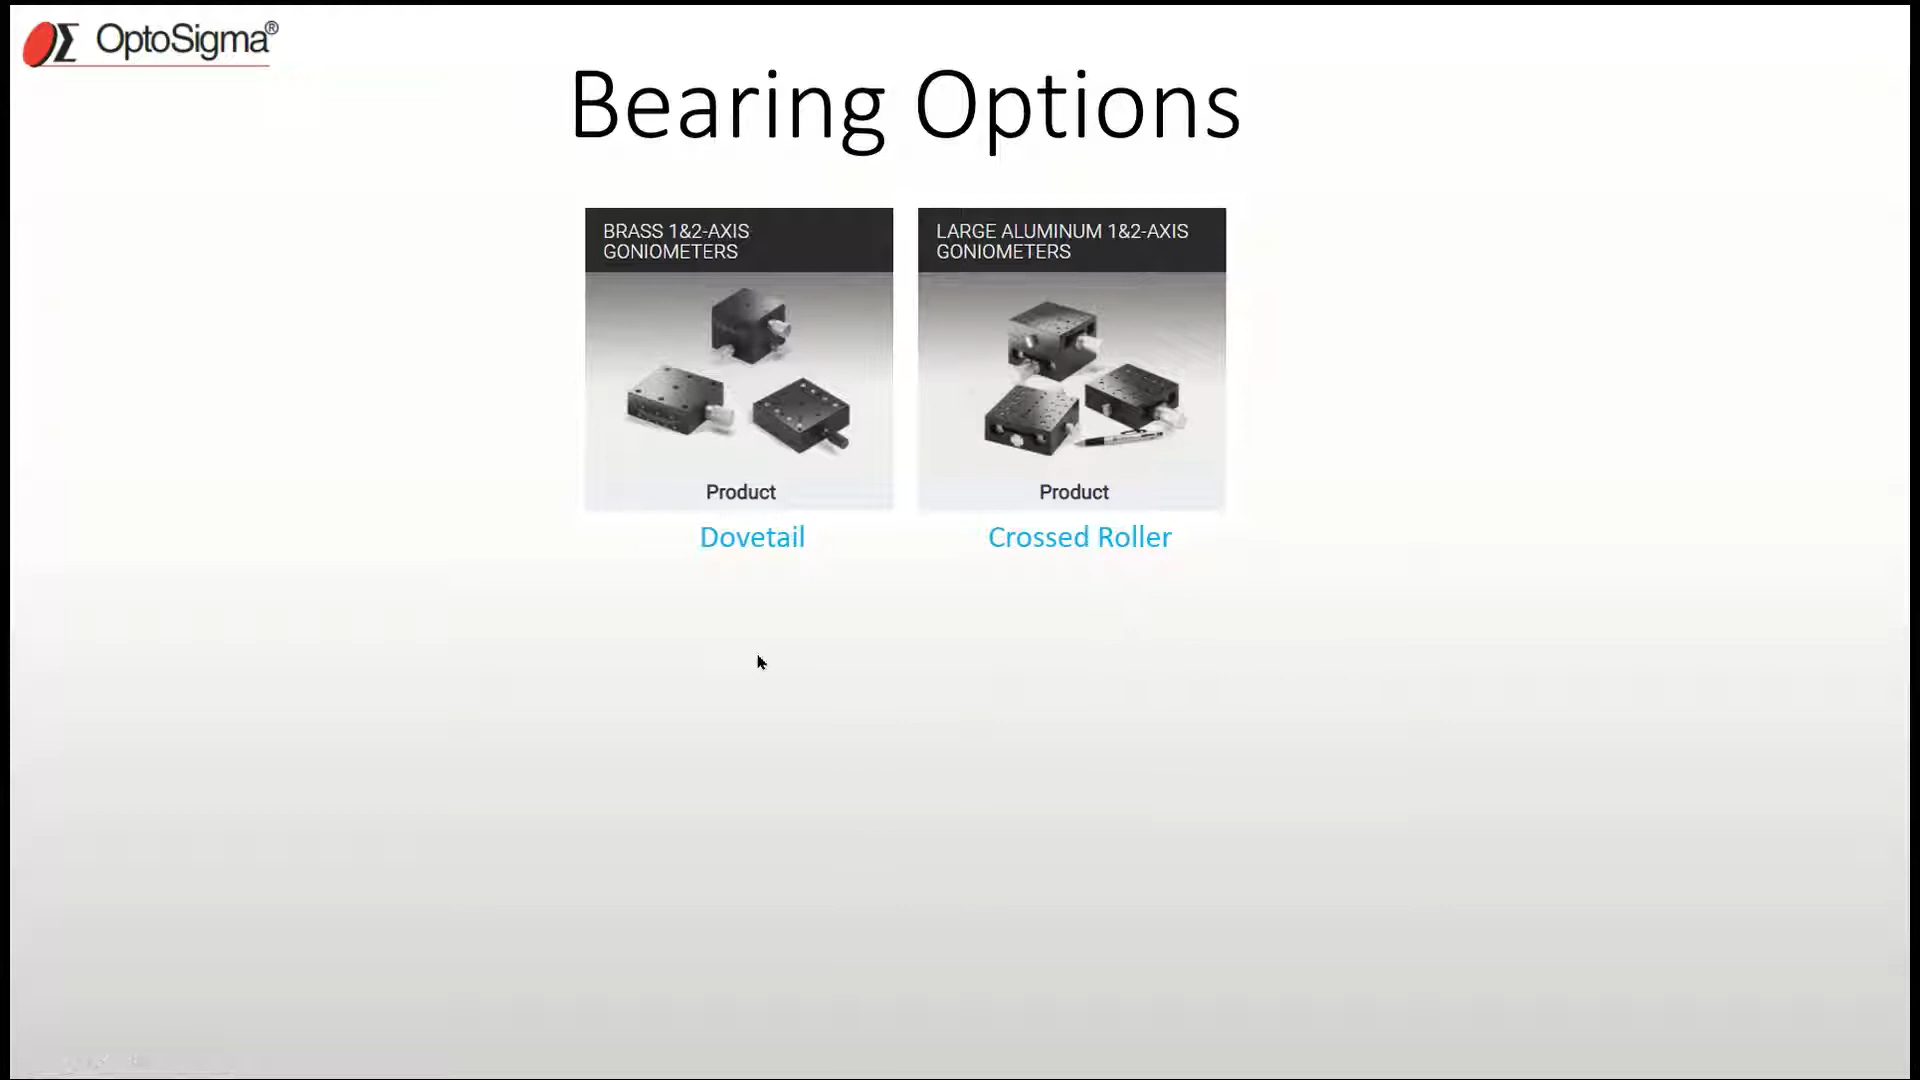 OptoSigma®
Bearing Options
BRASS 1&2-AXIS
GONIOMETERS
Product
Dovetail
LARGE ALUMINUM 1&2-AXIS
GONIOMETERS
Product
Crossed Roller